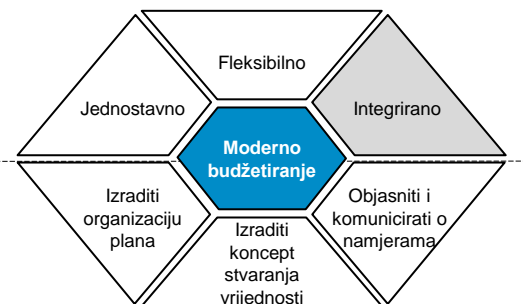 Fleksibilno
Jednostavno
Integrirano
Moderno
budžetiranje
Izraditi
organizaciju
plana
Izraditi
koncept
stvaranja
vrijednosti
Objasniti i
komunicirati o
namjerama